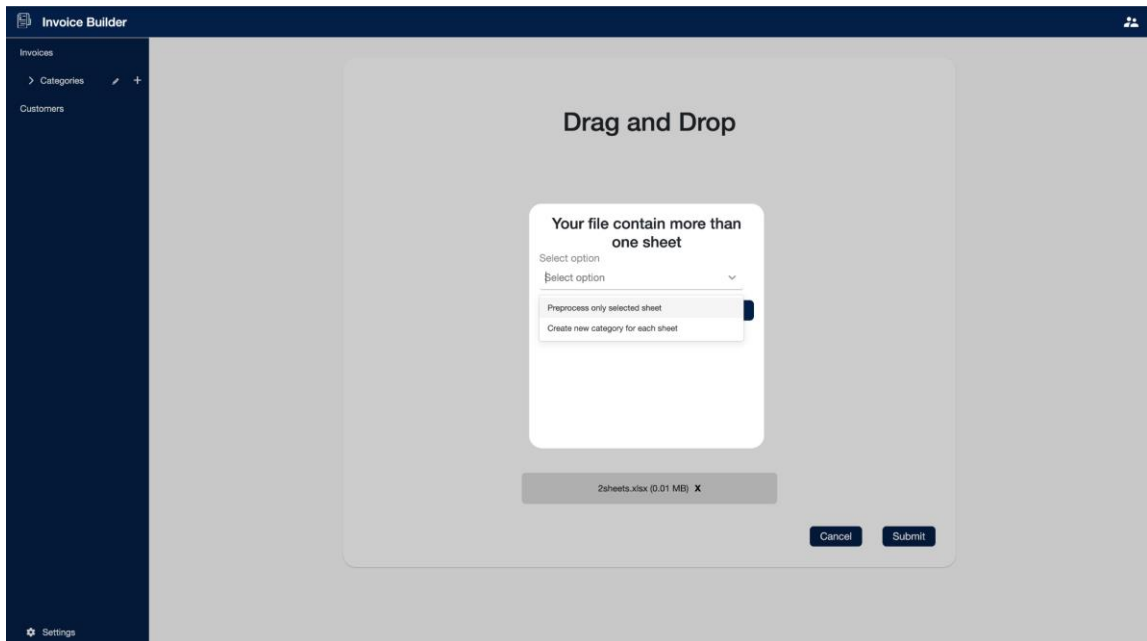 Invoice Builder
Invoices
Categories
Customers
Drag and Drop
Your file contain more than
one sheet
Select option
Select option
Preprocess only selected sheet
Create new category for each sheet
2sheets.xlsx (0.01 MB) X
Cancel Submit
Settings